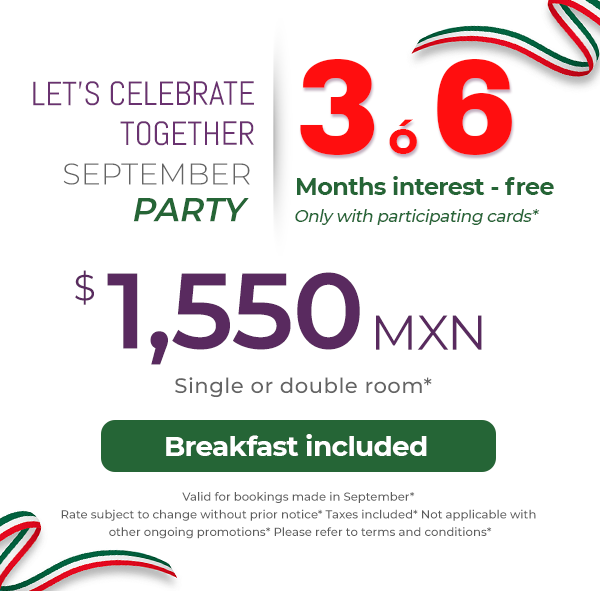 LET'S CELEBRATE
TOGETHER
SEPTEMBER
PARTY
3 ó 6
Months interest - free
Only with participating cards*
$1,550 MXN
Single or double room*
Breakfast included
Valid for bookings made in September*
Rate subject to change without prior notice* Taxes included* Not applicable with
other ongoing promotions* Please refer to terms and conditions*